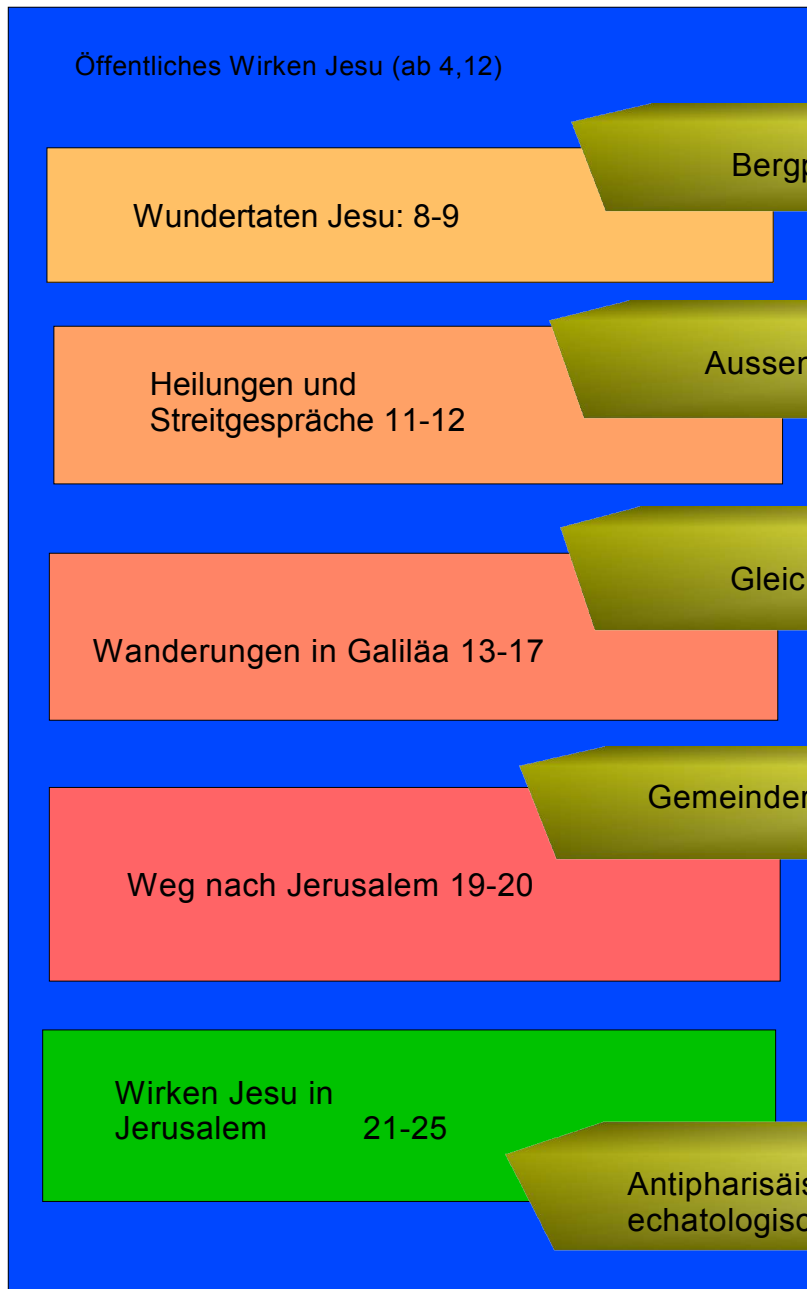 Öffentliches Wirken Jesu (ab 4,12)
Bergp
Wundertaten Jesu: 8-9
Aussen
Heilungen und
Streitgespräche 11-12
Gleic
Wanderungen in Galiläa 13-17
Gemeinder
Weg nach Jerusalem 19-20
Wirken Jesu in
Jerusalem 21-25
Antipharisäis
echatologisc